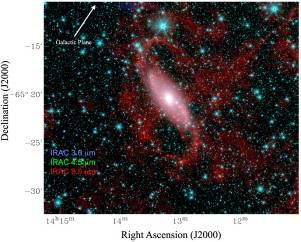 Galactic Plane
−15'
−65° 20'
−25'
−30'
IRAC 3.6 μm
IRAC 4.5 μm
IRAC 8.0 μm
14ʰ15ᵐ 14ᵐ 13ᵐ 12ᵐ
Declination (J2000)
Right Ascension (J2000)